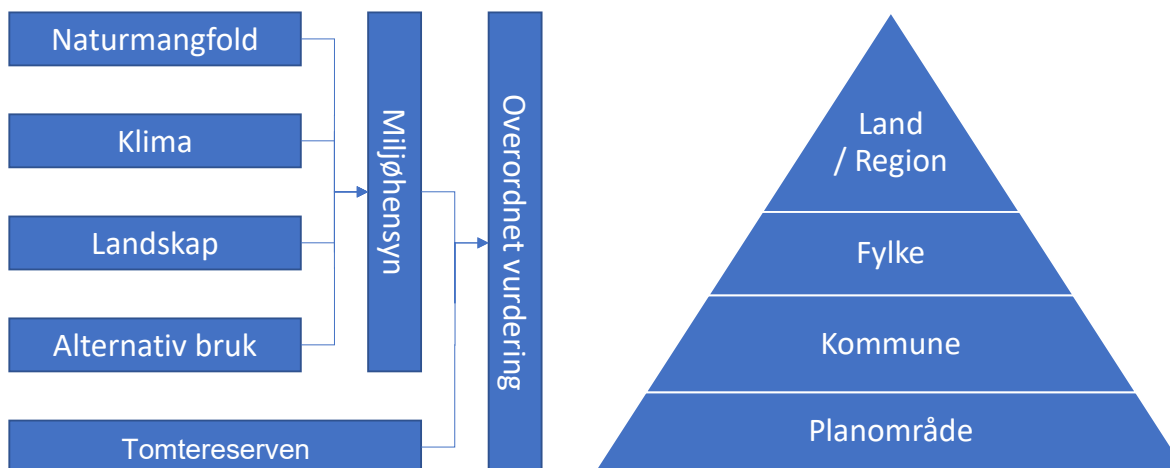 Naturmangfold
Klima
Landskap
Alternativ bruk
Tomtereserven
Miljøhensyn
Overordnet vurdering
Land
/ Region
Fylke
Kommune
Planområde